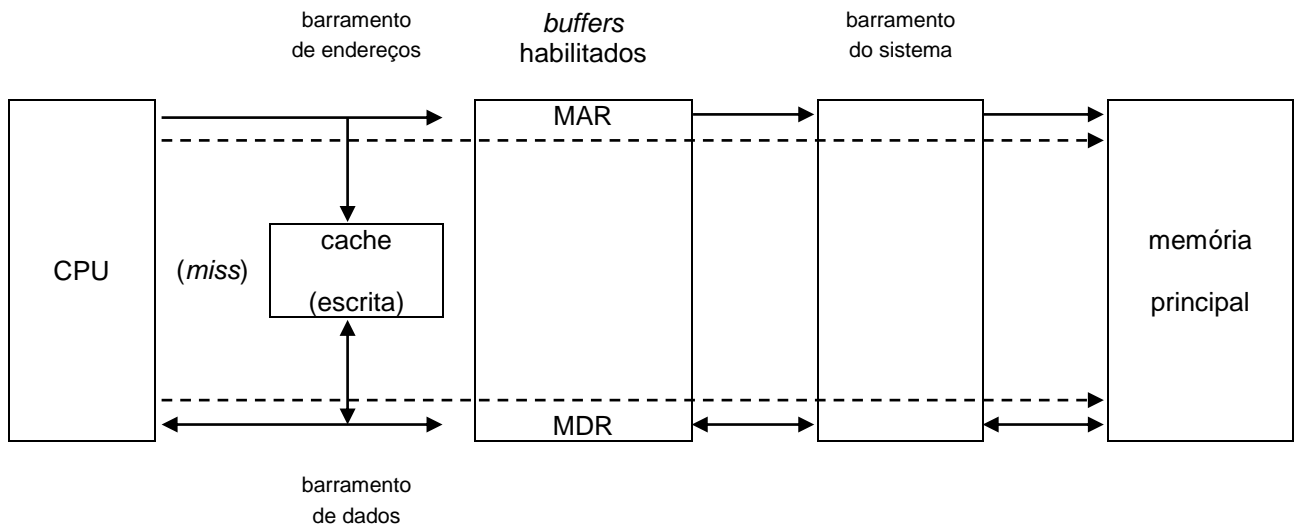 barramento
de endereços
buffers
habilitados
barramento
do sistema
MAR
CPU
(miss)
cache
(escrita)
memória
principal
MDR
barramento
de dados